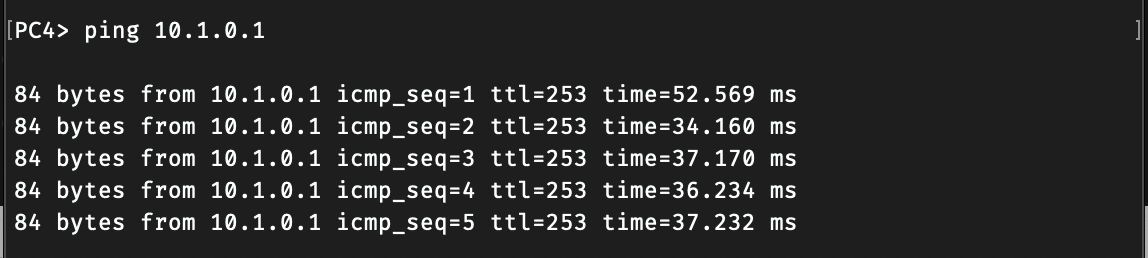 [PC4> ping 10.1.0.1 ]
84 bytes from 10.1.0.1 icmp_seq=1 ttl=253 time=52.569 ms
84 bytes from 10.1.0.1 icmp_seq=2 ttl=253 time=34.160 ms
84 bytes from 10.1.0.1 icmp_seq=3 ttl=253 time=37.170 ms
84 bytes from 10.1.0.1 icmp_seq=4 ttl=253 time=36.234 ms
84 bytes from 10.1.0.1 icmp_seq=5 ttl=253 time=37.232 ms